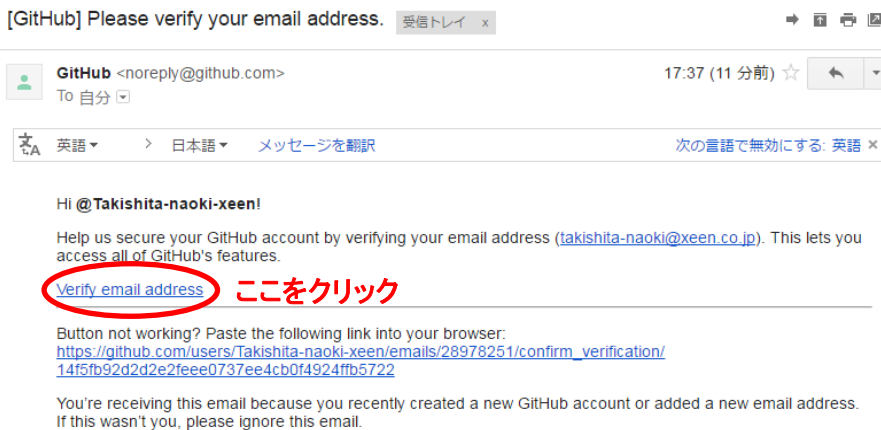 [GitHub] Please verify your email address. 受信トレイ x
GitHub <noreply@github.com> 17:37 (11 分前)
To 自分
英語 > 日本語 メッセージを翻訳 次の言語で無効にする: 英語 ×
Hi @Takishita-naoki-xeen!
Help us secure your GitHub account by verifying your email address (takishita-naoki@xeen.co.jp). This lets you
access all of GitHub's features.
Verify email address ここをクリック
Button not working? Paste the following link into your browser:
https://github.com/users/Takishita-naoki-xeen/emails/28978251/confirm_verification/
14f5fb92d2d2e2feee0737ee4cb0f4924ffb5722
You’re receiving this email because you recently created a new GitHub account or added a new email address.
If this wasn’t you, please ignore this email.